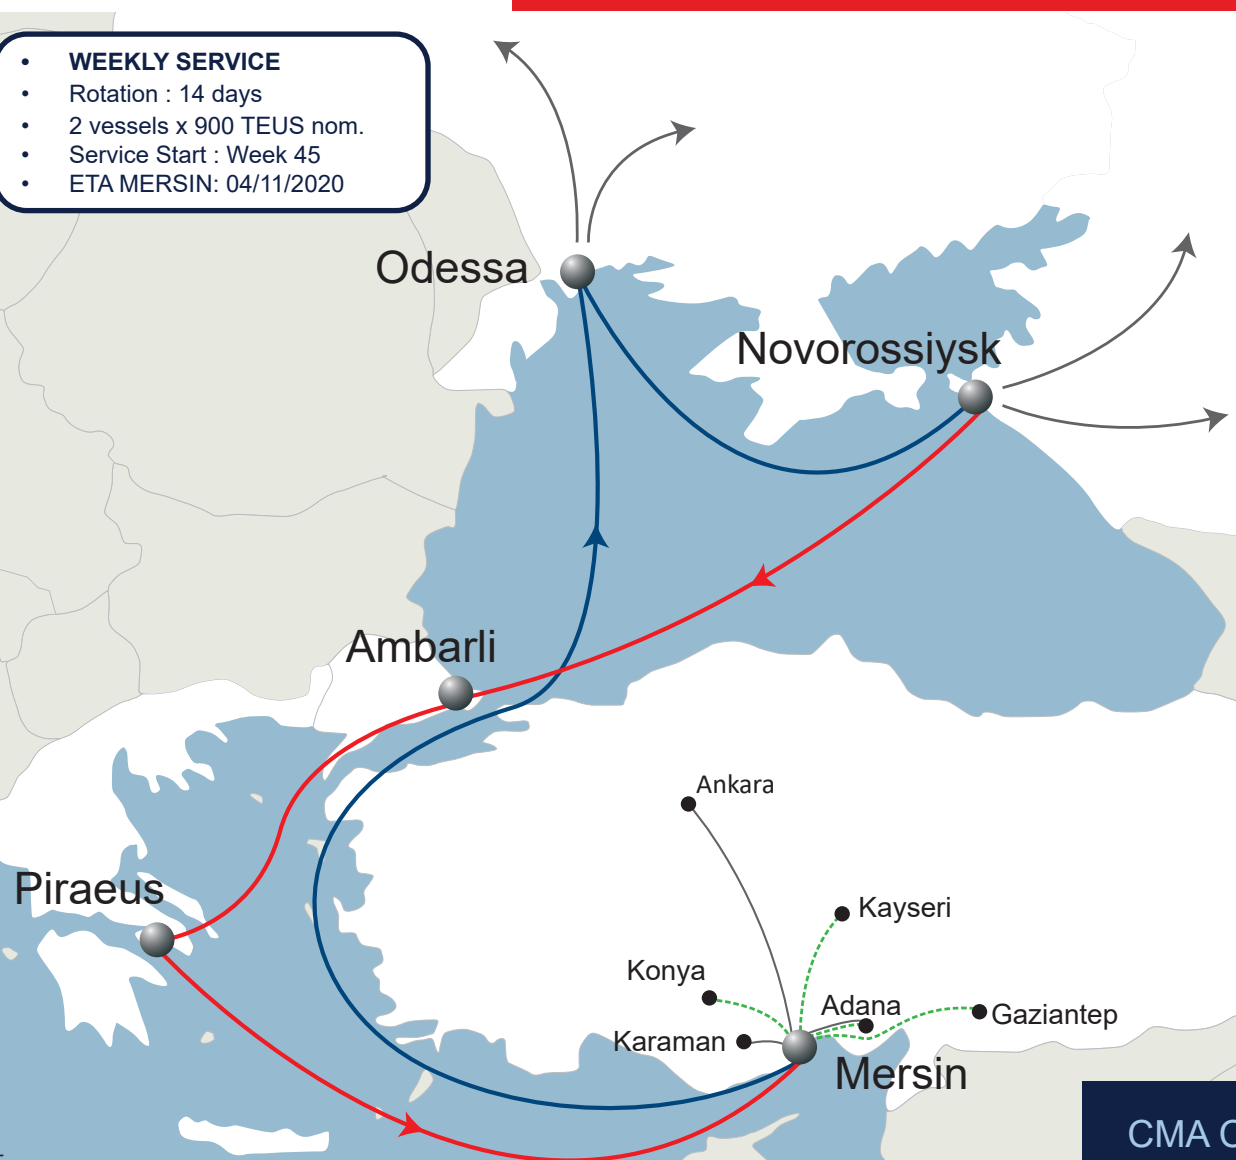 • WEEKLY SERVICE
• Rotation : 14 days
• 2 vessels x 900 TEUS nom.
• Service Start : Week 45
• ETA MERSIN: 04/11/2020
Odessa
Novorossiysk
Ambarli
Ankara
Piraeus
Kayseri
Konya
Adana
Gaziantep
Karaman
Mersin
CMA